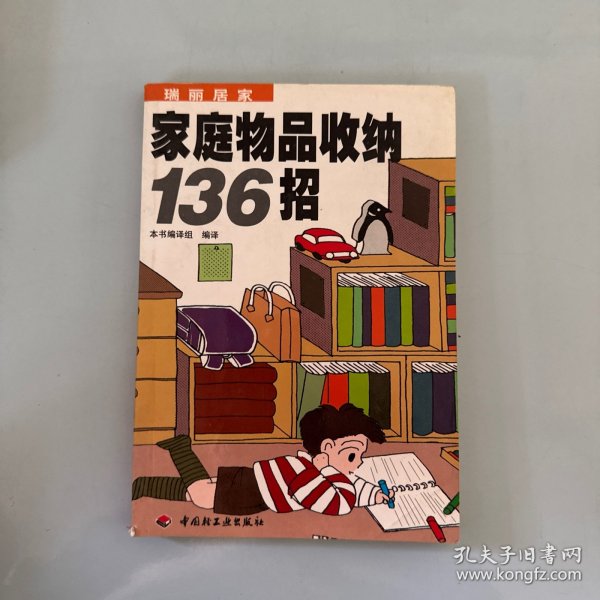 瑞丽居家
家庭物品收纳
136招
本书编译组 编译
中国轻工业出版社
孔夫子旧书网
www.kongfz.com